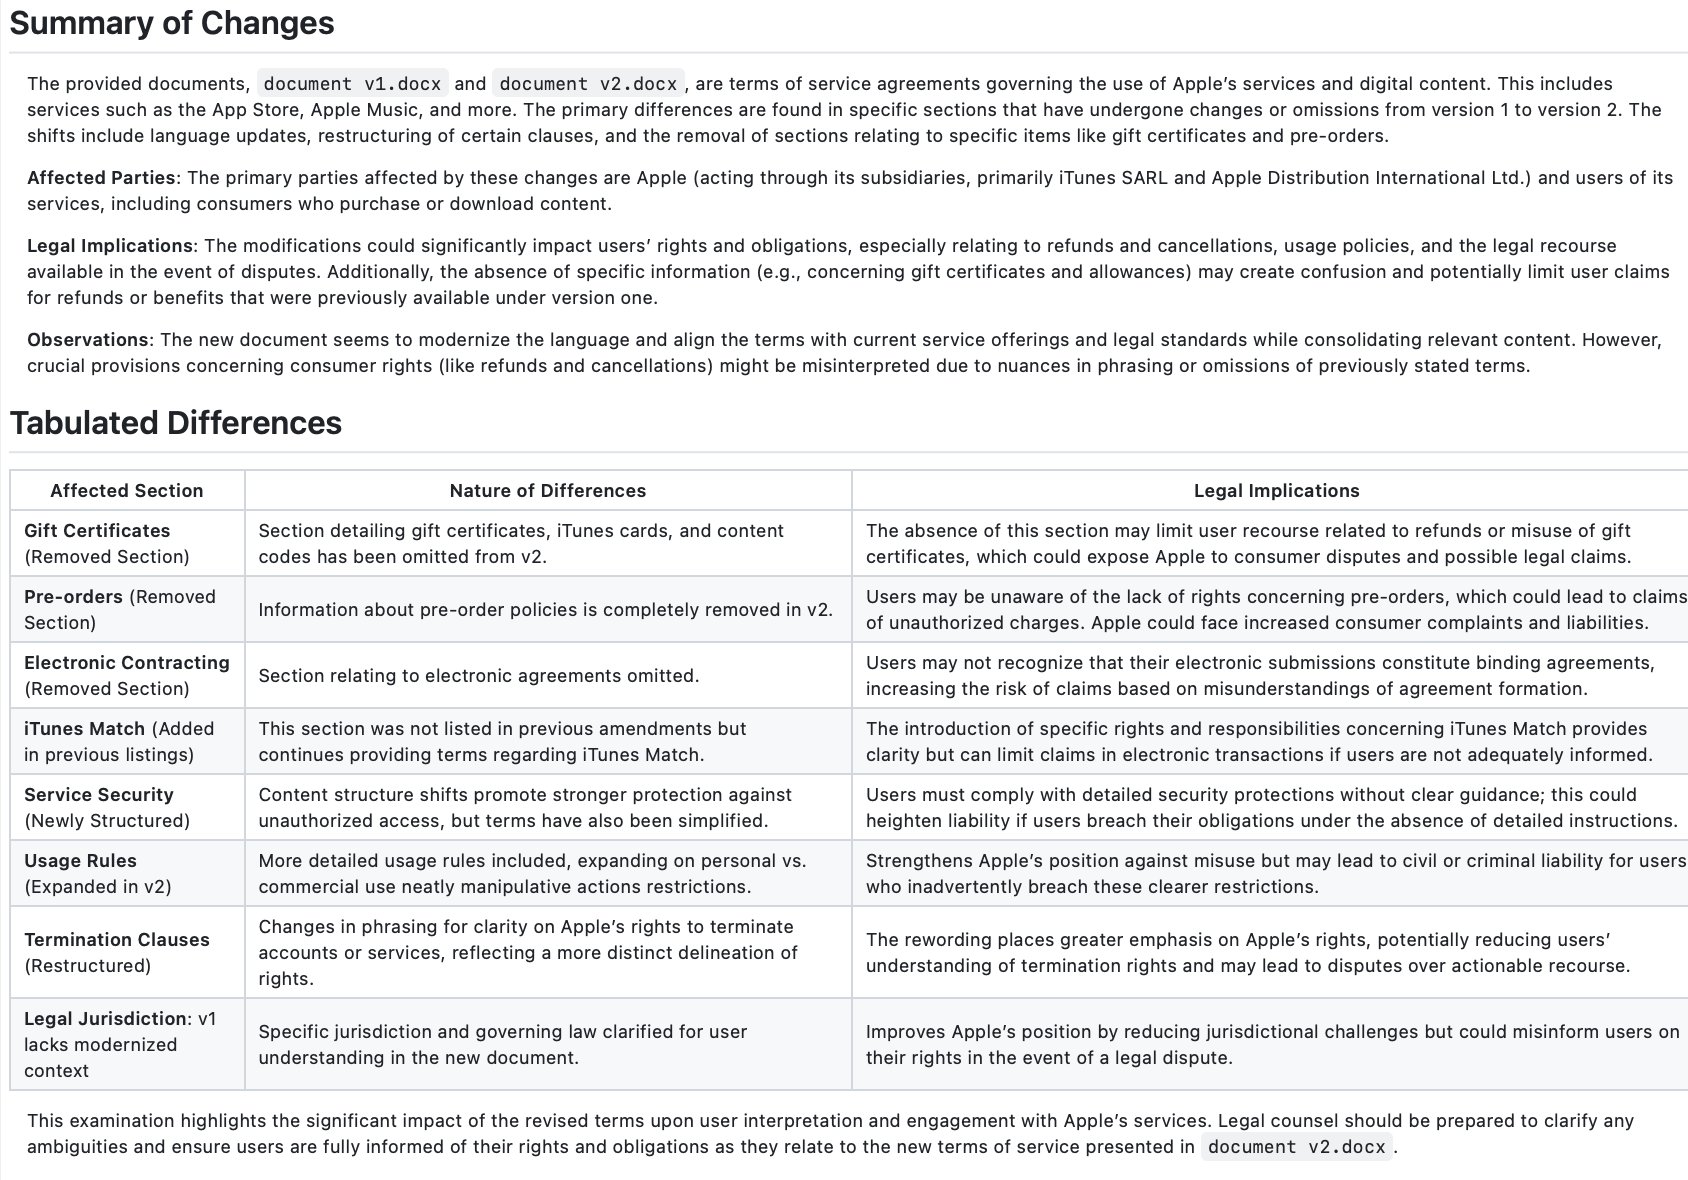 Summary of Changes
The provided documents, document v1.docx and document v2.docx, are terms of service agreements governing the use of Apple’s services and digital content. This includes
services such as the App Store, Apple Music, and more. The primary differences are found in specific sections that have undergone changes or omissions from version 1 to version 2. The
shifts include language updates, restructuring of certain clauses, and the removal of sections relating to specific items like gift certificates and pre-orders.
Affected Parties: The primary parties affected by these changes are Apple (acting through its subsidiaries, primarily iTunes SARL and Apple Distribution International Ltd.) and users of its
services, including consumers who purchase or download content.
Legal Implications: The modifications could significantly impact users’ rights and obligations, especially relating to refunds and cancellations, usage policies, and the legal recourse
available in the event of disputes. Additionally, the absence of specific information (e.g., concerning gift certificates and allowances) may create confusion and potentially limit user claims
for refunds or benefits that were previously available under version one.
Observations: The new document seems to modernize the language and align the terms with current service offerings and legal standards while consolidating relevant content. However,
crucial provisions concerning consumer rights (like refunds and cancellations) might be misinterpreted due to nuances in phrasing or omissions of previously stated terms.
Tabulated Differences
Affected Section
Nature of Differences
Legal Implications
Gift Certificates
(Removed Section)
Section detailing gift certificates, iTunes cards, and content
codes has been omitted from v2.
The absence of this section may limit user recourse related to refunds or misuse of gift
certificates, which could expose Apple to consumer disputes and possible legal claims.
Pre-orders (Removed
Section)
Information about pre-order policies is completely removed in v2.
Users may be unaware of the lack of rights concerning pre-orders, which could lead to claims
of unauthorized charges. Apple could face increased consumer complaints and liabilities.
Electronic Contracting
(Removed Section)
Section relating to electronic agreements omitted.
Users may not recognize that their electronic submissions constitute binding agreements,
increasing the risk of claims based on misunderstandings of agreement formation.
iTunes Match (Added
in previous listings)
This section was not listed in previous amendments but
continues providing terms regarding iTunes Match.
The introduction of specific rights and responsibilities concerning iTunes Match provides
clarity but can limit claims in electronic transactions if users are not adequately informed.
Service Security
(Newly Structured)
Content structure shifts promote stronger protection against
unauthorized access, but terms have also been simplified.
Users must comply with detailed security protections without clear guidance; this could
heighten liability if users breach their obligations under the absence of detailed instructions.
Usage Rules
(Expanded in v2)
More detailed usage rules included, expanding on personal vs.
commercial use neatly manipulative actions restrictions.
Strengthens Apple’s position against misuse but may lead to civil or criminal liability for users
who inadvertently breach these clearer restrictions.
Termination Clauses
(Restructured)
Changes in phrasing for clarity on Apple’s rights to terminate
accounts or services, reflecting a more distinct delineation of
rights.
The rewording places greater emphasis on Apple’s rights, potentially reducing users’
understanding of termination rights and may lead to disputes over actionable recourse.
Legal Jurisdiction: v1
lacks modernized
context
Specific jurisdiction and governing law clarified for user
understanding in the new document.
Improves Apple’s position by reducing jurisdictional challenges but could misinform users on
their rights in the event of a legal dispute.
This examination highlights the significant impact of the revised terms upon user interpretation and engagement with Apple’s services. Legal counsel should be prepared to clarify any
ambiguities and ensure users are fully informed of their rights and obligations as they relate to the new terms of service presented in document v2.docx.